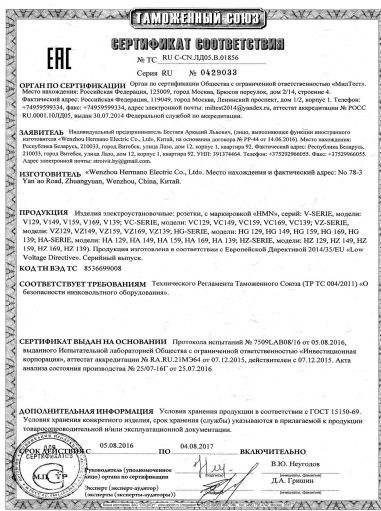 ТАМОЖЕННЫЙ СОЮЗ
СЕРТИФИКАТ СООТВЕТСТВИЯ
ЕАС
№ ТС RU С-CN.ЛД05.В.01856
Серия RU № 0429033
ОРГАН ПО СЕРТИФИКАЦИИ Орган по сертификации Общества с ограниченной ответственностью «МанТест».
Место нахождения: Российская Федерация, 125009, город Москва, Брюсов переулок, дом 2/14, строение 4.
Фактический адрес: Российская Федерация, 119049, город Москва, Ленинский проспект, дом 1/2, корпус 1. Телефон:
+74959599334, факс: +74959599334, адрес электронной почты: miltest2014@yandex.ru, аттестат аккредитации № РОСС
RU.0001.10ЛД05, выдан 30.07.2014 Федеральной службой по аккредитации.
ЗАЯВИТЕЛЬ Индивидуальный предприниматель Бегтин Аркадий Львович, (лицо, выполняющее функции иностранного
изготовителя «Wenzhou Hermano Electric Co., Ltd, Китай, на основании договора № РР-44 от 14.06.2016). Место нахождения:
Республика Беларусь, 210033, город Витебск, улица Лазо, дом 12, корпус 1, квартира 92. Фактический адрес: Республика Беларусь,
210033, город Витебск, улица Лазо, дом 12, корпус 1, квартира 92. УНП: 391374464. Телефон: +375292966055. Факс: +37529966055.
Адрес электронной почты: stroivit.by@gmail.com.
ИЗГОТОВИТЕЛЬ «Wenzhou Hermano Electric Co., Ltd». Место нахождения и фактический адрес: No 78-3
Yan'ao Road, Zhuangyuan, Wenzhou, China, Китай.
ПРОДУКЦИЯ Изделия электроустановочные: розетки, с маркировкой «HMN», серий: V-SERIE, модели:
V129, V149, V159, V169, V139; VC-SERIE, модели: VC129, VC149, VC159, VC169, VC139; VZ-SERIE,
модели: VZ129, VZ149, VZ159, VZ169, VZ139; HG-SERIE, модели: HG 129, HG 149, HG 159, HG 169, HG
139; HA-SERIE, модели: HA 129, HA 149, HA 159, HA 169, HA 139; HZ-SERIE, модели: HZ 129, HZ 149, HZ
159, HZ 169, HZ 139). Продукция изготовлена в соответствии с Европейской Директивой 2014/35/EU «Low
Voltage Directive». Серийный выпуск.
КОД ТН ВЭД ТС 8536699008
СООТВЕТСТВУЕТ ТРЕБОВАНИЯМ Технического Регламента Таможенного Союза (ТР ТС 004/2011) «О
безопасности низковольтного оборудования».
СЕРТИФИКАТ ВЫДАН НА ОСНОВАНИИ Протокола испытаний № 7509LAB08/16 от 05.08.2016,
выданного Испытательной лабораторией Общества с ограниченной ответственностью «Инвестиционная
корпорация», аттестат аккредитации № RA.RU.21МЭ64 от 07.12.2015, действителен с 07.12.2015. Акта
анализа состояния производства № 25/07-16Г от 25.07.2016
ДОПОЛНИТЕЛЬНАЯ ИНФОРМАЦИЯ Условия хранения продукции в соответствии с ГОСТ 15150-69.
Условия хранения конкретного изделия, срок хранения (службы) указываются в прилагаемой к продукции
товаросопроводительной и/или эксплуатационной документации.
СРОК ДЕЙСТВИЯ С 05.08.2016 ПО 04.08.2017 ВКЛЮЧИТЕЛЬНО
ДЛЯ СЕРТИФИКАТОВ
М.П.
Руководитель (уполномоченное
лицо) органа по сертификации
В.Ю. Неугодов
Эксперт (эксперт-аудитор)
(эксперты (эксперты-аудиторы))
Д.А. Гришин